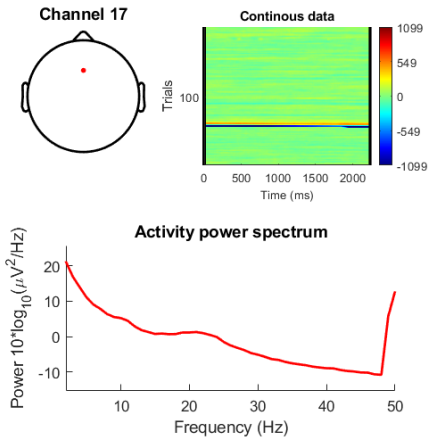 Channel 17
Continous data
Trials
100
0
500
1000
1500
2000
Time (ms)
1099
549
0
-549
-1099
Activity power spectrum
Power 10*log10(μV2/Hz)
20
10
0
-10
10
20
30
40
50
Frequency (Hz)